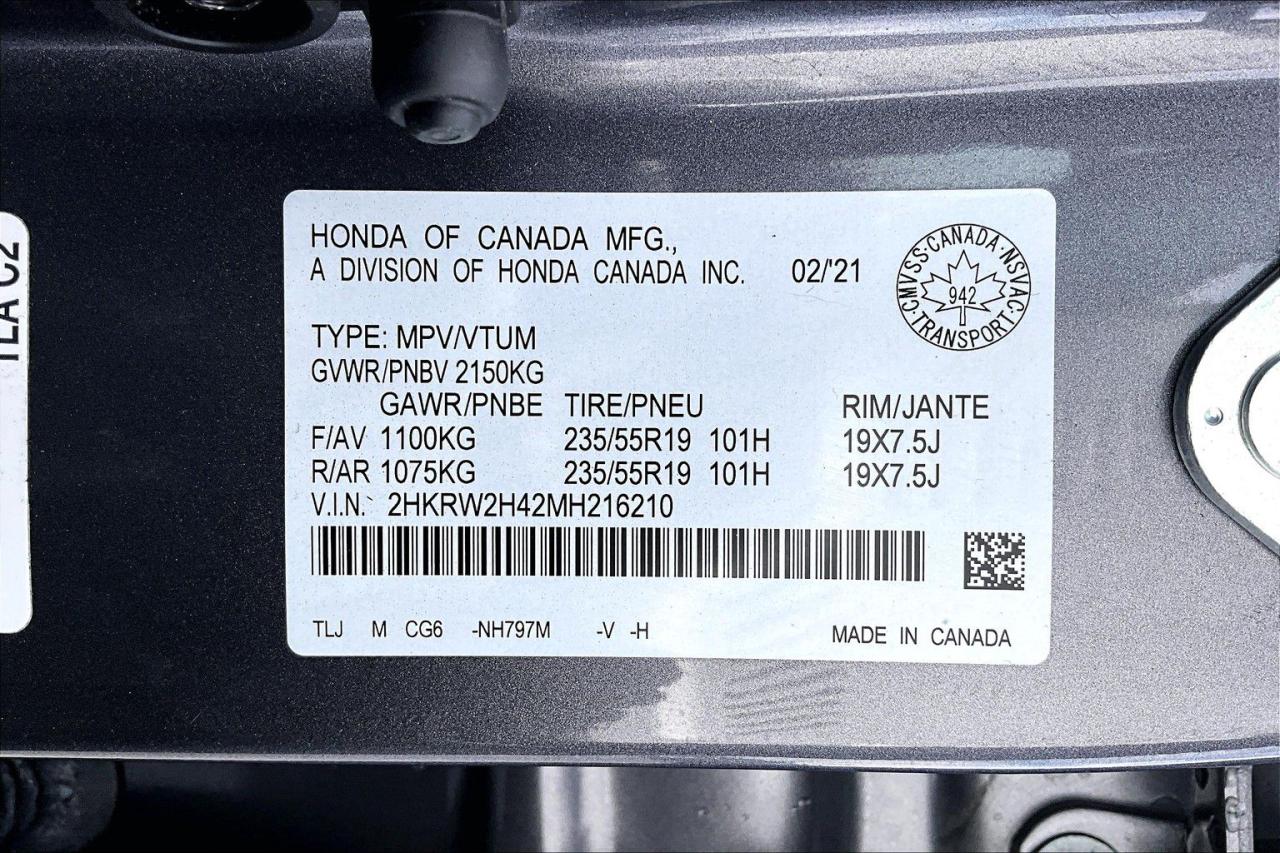 HONDA OF CANADA MFG.,
A DIVISION OF HONDA CANADA INC. 02/'21
CMVSS·CANADA·NSVAC·TRANSPORT·
942
TYPE: MPV/VTUM
GVWR/PNBV 2150KG
GAWR/PNBE TIRE/PNEU RIM/JANTE
F/AV 1100KG 235/55R19 101H 19X7.5J
R/AR 1075KG 235/55R19 101H 19X7.5J
V.I.N. 2HKRW2H42MH216210
TLJ M CG6 -NH797M -V -H MADE IN CANADA